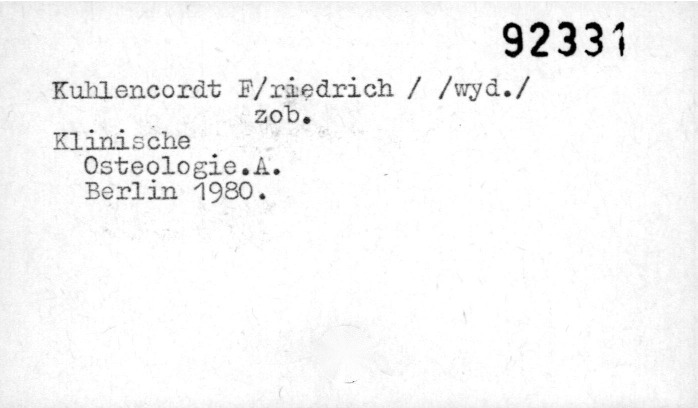 92331
Kuhlencordt F/riedrich / /wyd./
zob.
Klinische
Osteologie.A.
Berlin 1980.